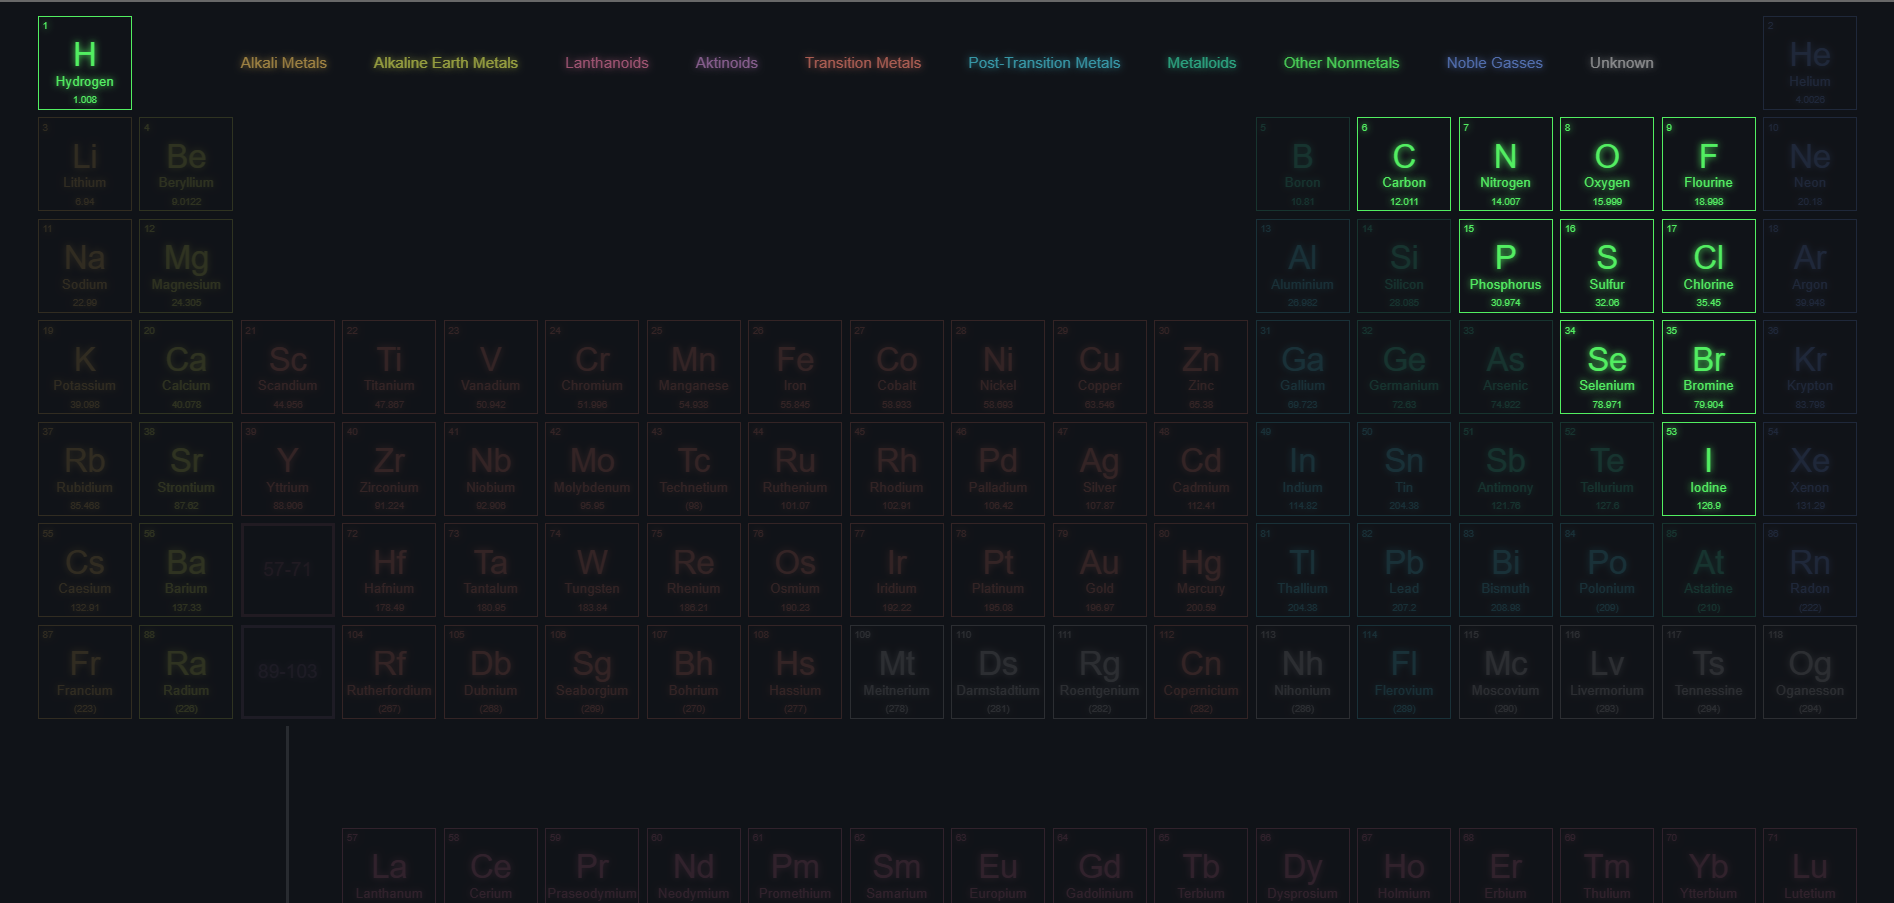 1
H
Hydrogen
1.008
Alkali Metals Alkaline Earth Metals Lanthanoids Aktinoids Transition Metals Post-Transition Metals Metalloids Other Nonmetals Noble Gasses Unknown
2
He
Helium
4.0026
3 4 5 6 7 8 9 10
Li Be B C N O F Ne
Lithium Beryllium Boron Carbon Nitrogen Oxygen Flourine Neon
6.94 9.0122 10.81 12.011 14.007 15.999 18.998 20.18
11 12 13 14 15 16 17 18
Na Mg Al Si P S Cl Ar
Sodium Magnesium Aluminium Silicon Phosphorus Sulfur Chlorine Argon
22.99 24.305 26.982 28.085 30.974 32.06 35.45 39.948
19 20 21 22 23 24 25 26 27 28 29 30 31 32 33 34 35 36
K Ca Sc Ti V Cr Mn Fe Co Ni Cu Zn Ga Ge As Se Br Kr
Potassium Calcium Scandium Titanium Vanadium Chromium Manganese Iron Cobalt Nickel Copper Zinc Gallium Germanium Arsenic Selenium Bromine Krypton
39.098 40.078 44.956 47.867 50.942 51.996 54.938 55.845 58.933 58.693 63.546 65.38 69.723 72.63 74.922 78.971 79.904 83.798
37 38 39 40 41 42 43 44 45 46 47 48 49 50 51 52 53 54
Rb Sr Y Zr Nb Mo Tc Ru Rh Pd Ag Cd In Sn Sb Te I Xe
Rubidium Strontium Yttrium Zirconium Niobium Molybdenum Technetium Ruthenium Rhodium Palladium Silver Cadmium Indium Tin Antimony Tellurium Iodine Xenon
85.468 87.62 88.906 91.224 92.906 95.95 (98) 101.07 102.91 106.42 107.87 112.41 114.82 204.38 121.76 127.6 126.9 131.29
55 56 72 73 74 75 76 77 78 79 80 81 82 83 84 85 86
Cs Ba 57-71 Hf Ta W Re Os Ir Pt Au Hg Tl Pb Bi Po At Rn
Caesium Barium Hafnium Tantalum Tungsten Rhenium Osmium Iridium Platinum Gold Mercury Thallium Lead Bismuth Polonium Astatine Radon
132.91 137.33 178.49 180.95 183.84 186.21 190.23 192.22 195.08 196.97 200.59 204.38 207.2 208.98 (209) (210) (222)
87 88 104 105 106 107 108 109 110 111 112 113 114 115 116 117 118
Fr Ra 89-103 Rf Db Sg Bh Hs Mt Ds Rg Cn Nh Fl Mc Lv Ts Og
Francium Radium Rutherfordium Dubnium Seaborgium Bohrium Hassium Meitnerium Darmstadtium Roentgenium Copernicium Nihonium Flerovium Moscovium Livermorium Tennessine Oganesson
(223) (226) (267) (268) (269) (270) (277) (278) (281) (282) (282) (286) (289) (290) (293) (294) (294)
57 58 59 60 61 62 63 64 65 66 67 68 69 70 71
La Ce Pr Nd Pm Sm Eu Gd Tb Dy Ho Er Tm Yb Lu
Lanthanum Cerium Praseodymium Neodymium Promethium Samarium Europium Gadolinium Terbium Dysprosium Holmium Erbium Thulium Ytterbium Lutetium